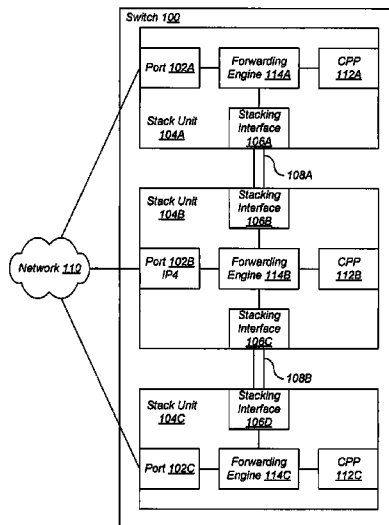 Switch 100
Port 102A
Forwarding
Engine 114A
CPP
112A
Stack Unit
104A
Stacking
Interface
106A
108A
Stack Unit
104B
Stacking
Interface
106B
Network 110
Port 102B
IP4
Forwarding
Engine 114B
CPP
112B
Stacking
Interface
106C
108B
Stack Unit
104C
Stacking
Interface
106D
Port 102C
Forwarding
Engine 114C
CPP
112C